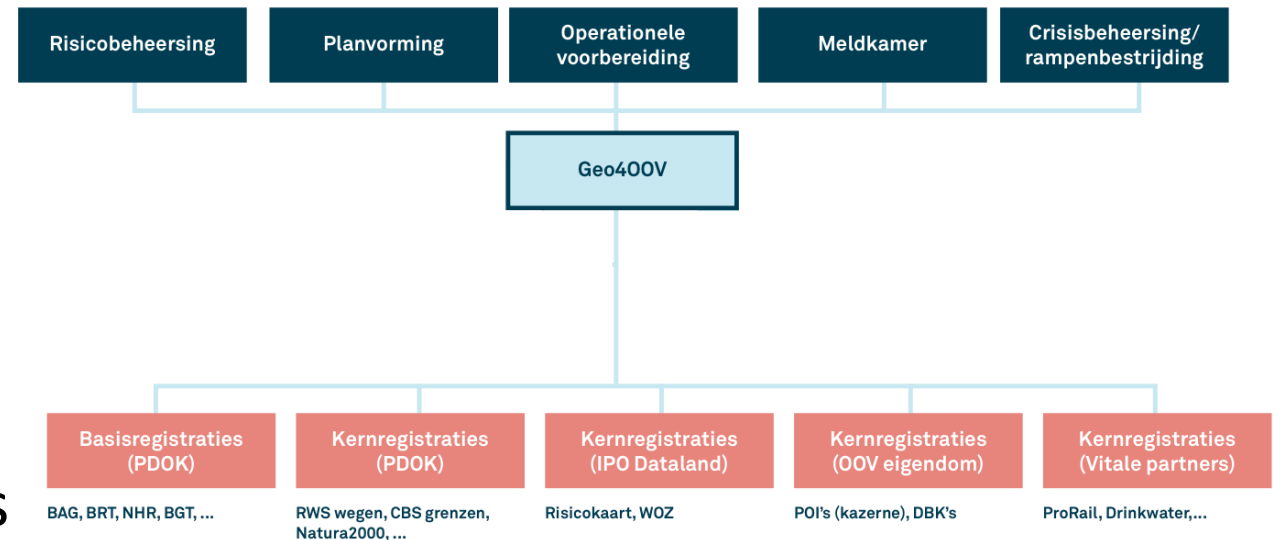 Risicobeheersing
Planvorming
Operationele
voorbereiding
Meldkamer
Crisisbeheersing/
rampenbestrijding
Geo4OOV
Basisregistraties
(PDOK)
Kernregistraties
(PDOK)
Kernregistraties
(IPO Dataland)
Kernregistraties
(OOV eigendom)
Kernregistraties
(Vitale partners)
s
BAG, BRT, NHR, BGT, ...
RWS wegen, CBS grenzen,
Natura2000, ...
Risicokaart, WOZ
POI's (kazerne), DBK's
ProRail, Drinkwater,...